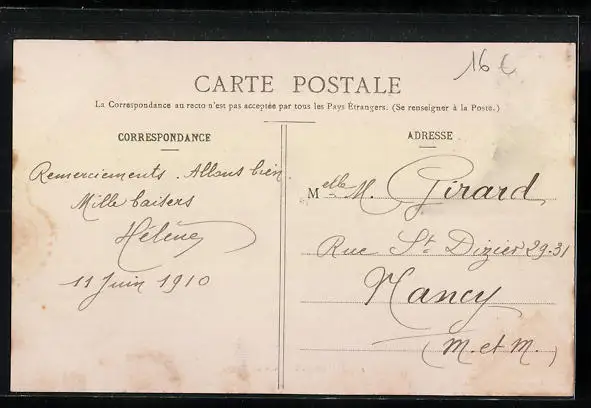 16€
CARTE POSTALE
La Correspondance au recto n'est pas acceptée par tous les Pays Étrangers. (Se renseigner à la Poste.)
CORRESPONDANCE
Remerciements. Allons bien.
Mille baisers
Hélène
11 Juin 1910
ADRESSE
Melle M. Girard
Rue St. Dizier 29-31
Nancy
(M. et M.)